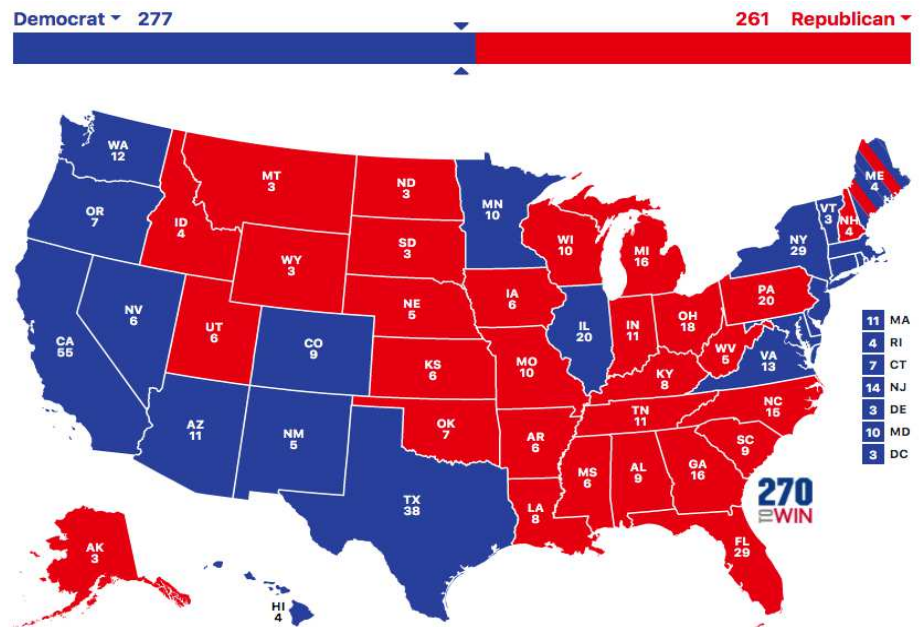 Democrat 277
261 Republican
WA
12
OR
7
CA
55
NV
6
ID
4
MT
3
WY
3
UT
6
CO
9
AZ
11
NM
5
ND
3
SD
3
NE
5
KS
6
OK
7
TX
38
MN
10
IA
6
MO
10
AR
6
LA
8
WI
10
IL
20
MI
16
IN
11
OH
18
KY
8
TN
11
MS
6
AL
9
GA
16
FL
29
SC
9
NC
15
VA
13
WV
5
PA
20
NY
29
VT
3
NH
4
ME
4
11 MA
4 RI
7 CT
14 NJ
3 DE
10 MD
3 DC
AK
3
HI
4
270
TO WIN